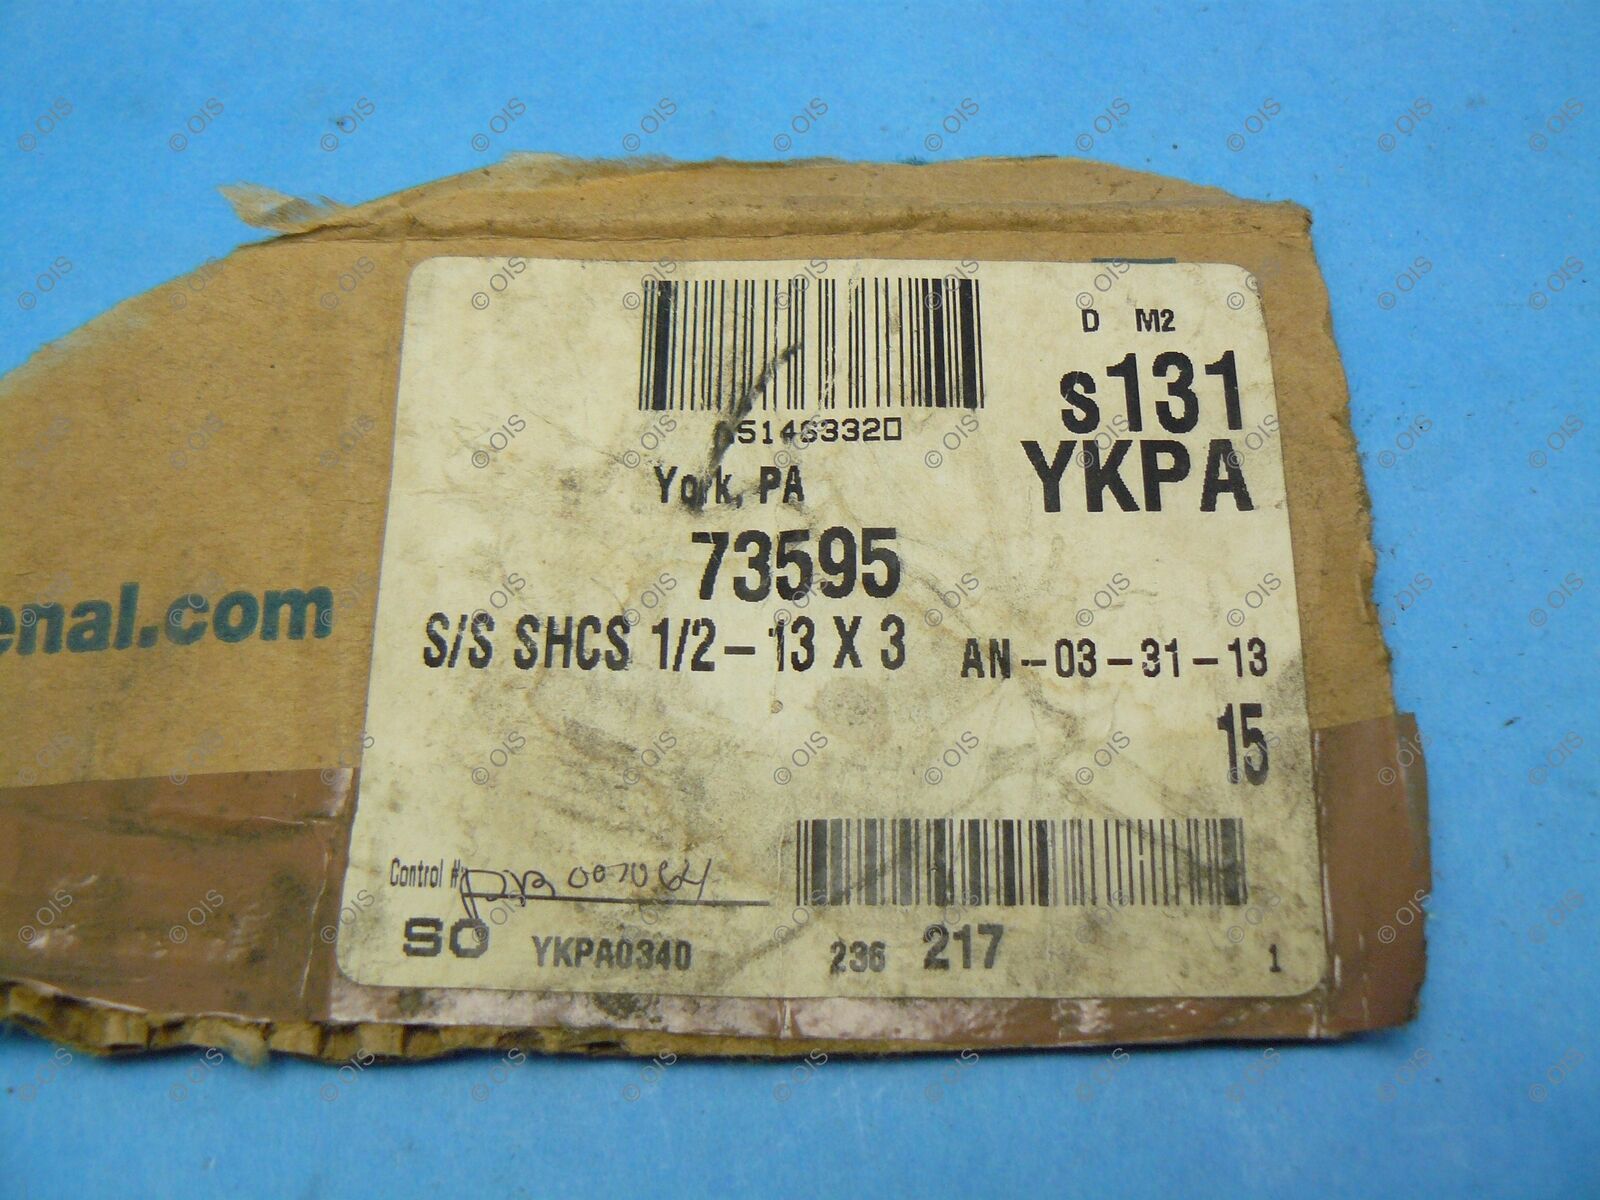 D M2
s131
YKPA
York, PA
73595
S/S SHCS 1/2-13 X 3
AN-03-31-13
15
enal.com
Control #:
SO
YKPA0340
236 217
1
© OIS